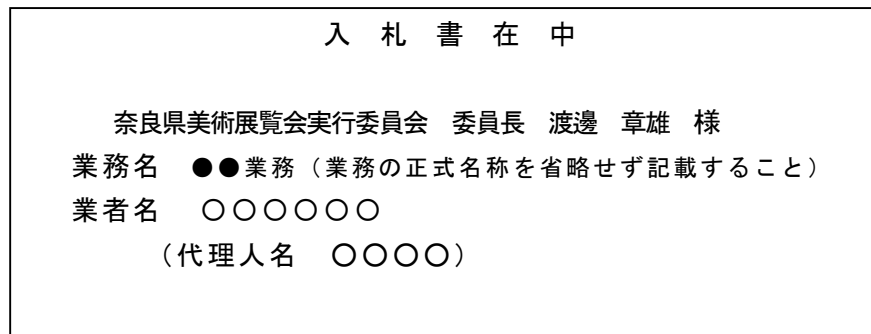 入　札　書　在　中
奈良県美術展覧会実行委員会　委員長　渡邊　章雄　様
業務名　●●業務（業務の正式名称を省略せず記載すること）
業者名　〇〇〇〇〇〇
（代理人名　〇〇〇〇）